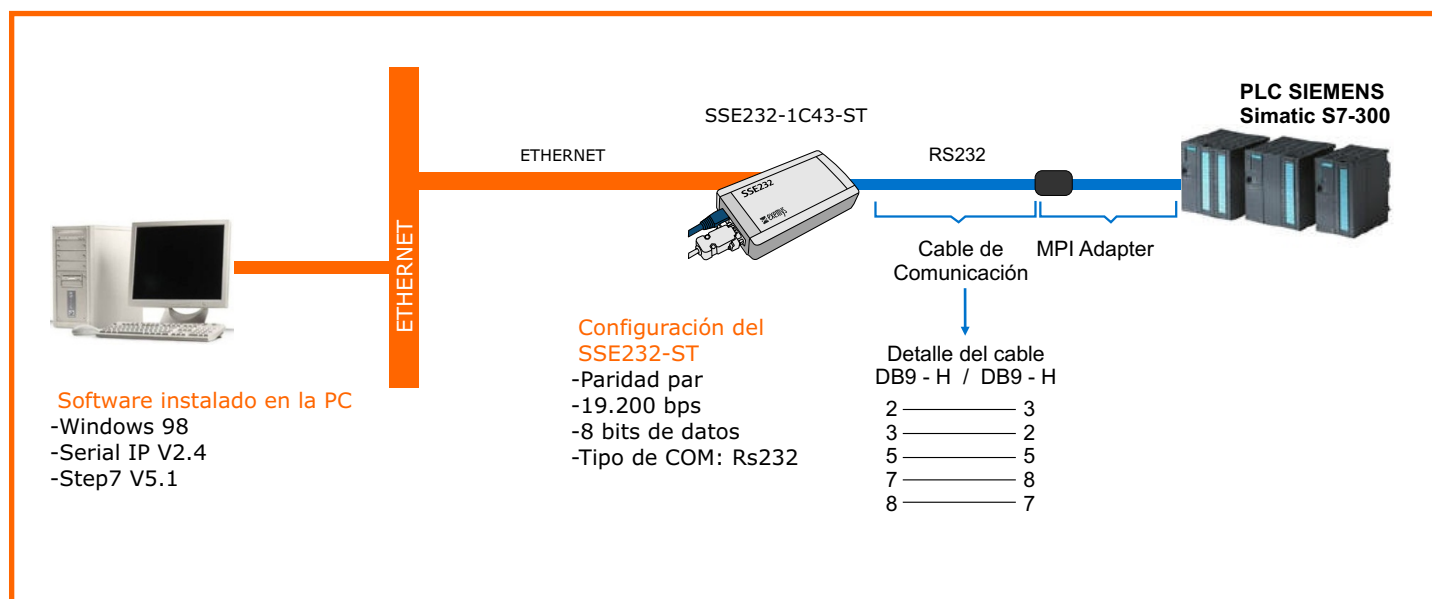 PLC SIEMENS
Simatic S7-300
SSE232-1C43-ST
ETHERNET
RS232
SSE232
exemys
ETHERNET
Cable de
Comunicación
MPI Adapter
Configuración del
SSE232-ST
-Paridad par
-19.200 bps
-8 bits de datos
-Tipo de COM: Rs232
Detalle del cable
DB9 - H / DB9 - H
2 3
3 2
5 5
7 8
8 7
Software instalado en la PC
-Windows 98
-Serial IP V2.4
-Step7 V5.1